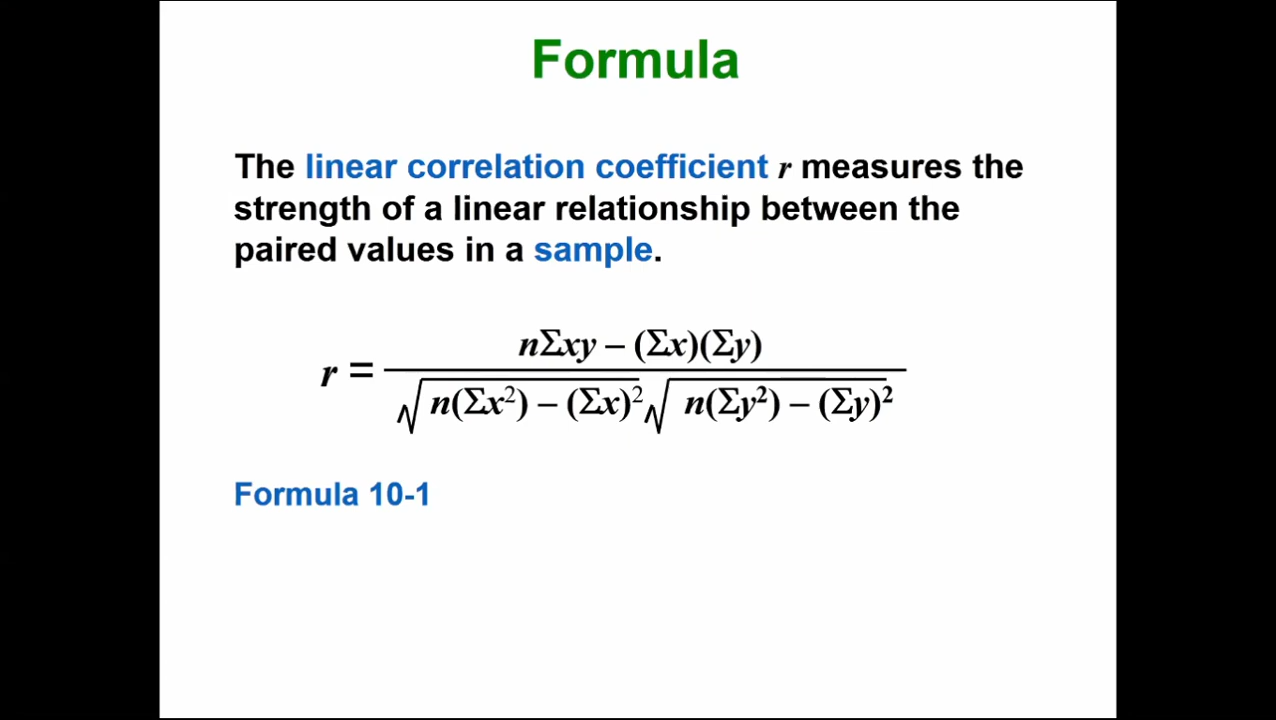 Formula
The linear correlation coefficient r measures the
strength of a linear relationship between the
paired values in a sample.
nΣxy – (Σx)(Σy)
r =
√n(Σx²) – (Σx)²√ n(Σy²) – (Σy)²
Formula 10-1